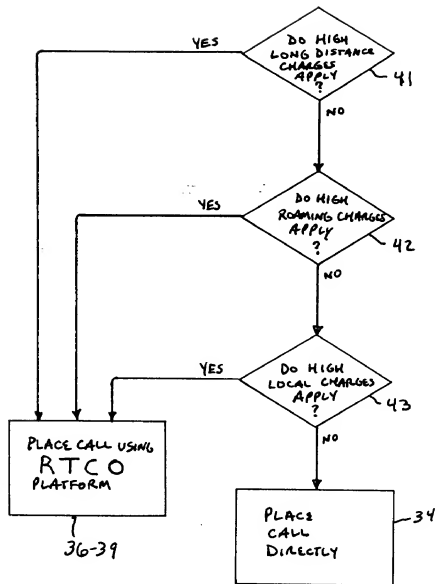 DO HIGH
LONG DISTANCE
CHARGES
APPLY
?
41
YES
NO
DO HIGH
ROAMING CHARGES
APPLY
?
42
YES
NO
DO HIGH
LOCAL CHARGES
APPLY
?
43
YES
NO
PLACE CALL USING
RTCO
PLATFORM
36-39
PLACE
CALL
DIRECTLY
34